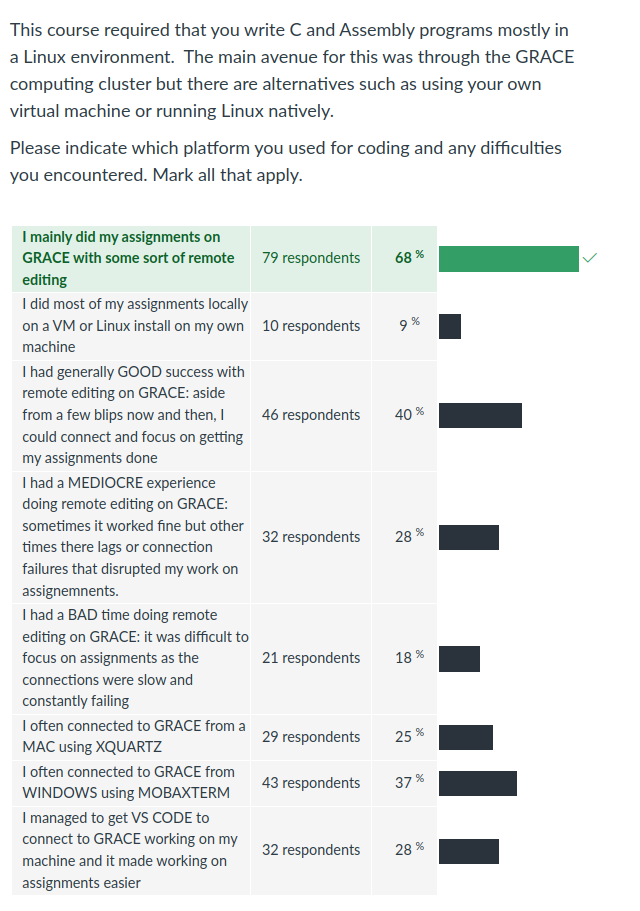 This course required that you write C and Assembly programs mostly in
a Linux environment.  The main avenue for this was through the GRACE
computing cluster but there are alternatives such as using your own
virtual machine or running Linux natively.
Please indicate which platform you used for coding and any difficulties
you encountered. Mark all that apply.
I mainly did my assignments on
GRACE with some sort of remote
editing
79 respondents
68 %
I did most of my assignments locally
on a VM or Linux install on my own
machine
10 respondents
9 %
I had generally GOOD success with
remote editing on GRACE: aside
from a few blips now and then, I
could connect and focus on getting
my assignments done
46 respondents
40 %
I had a MEDIOCRE experience
doing remote editing on GRACE:
sometimes it worked fine but other
times there lags or connection
failures that disrupted my work on
assignemnents.
32 respondents
28 %
I had a BAD time doing remote
editing on GRACE: it was difficult to
focus on assignments as the
connections were slow and
constantly failing
21 respondents
18 %
I often connected to GRACE from a
MAC using XQUARTZ
29 respondents
25 %
I often connected to GRACE from
WINDOWS using MOBAXTERM
43 respondents
37 %
I managed to get VS CODE to
connect to GRACE working on my
machine and it made working on
assignments easier
32 respondents
28 %